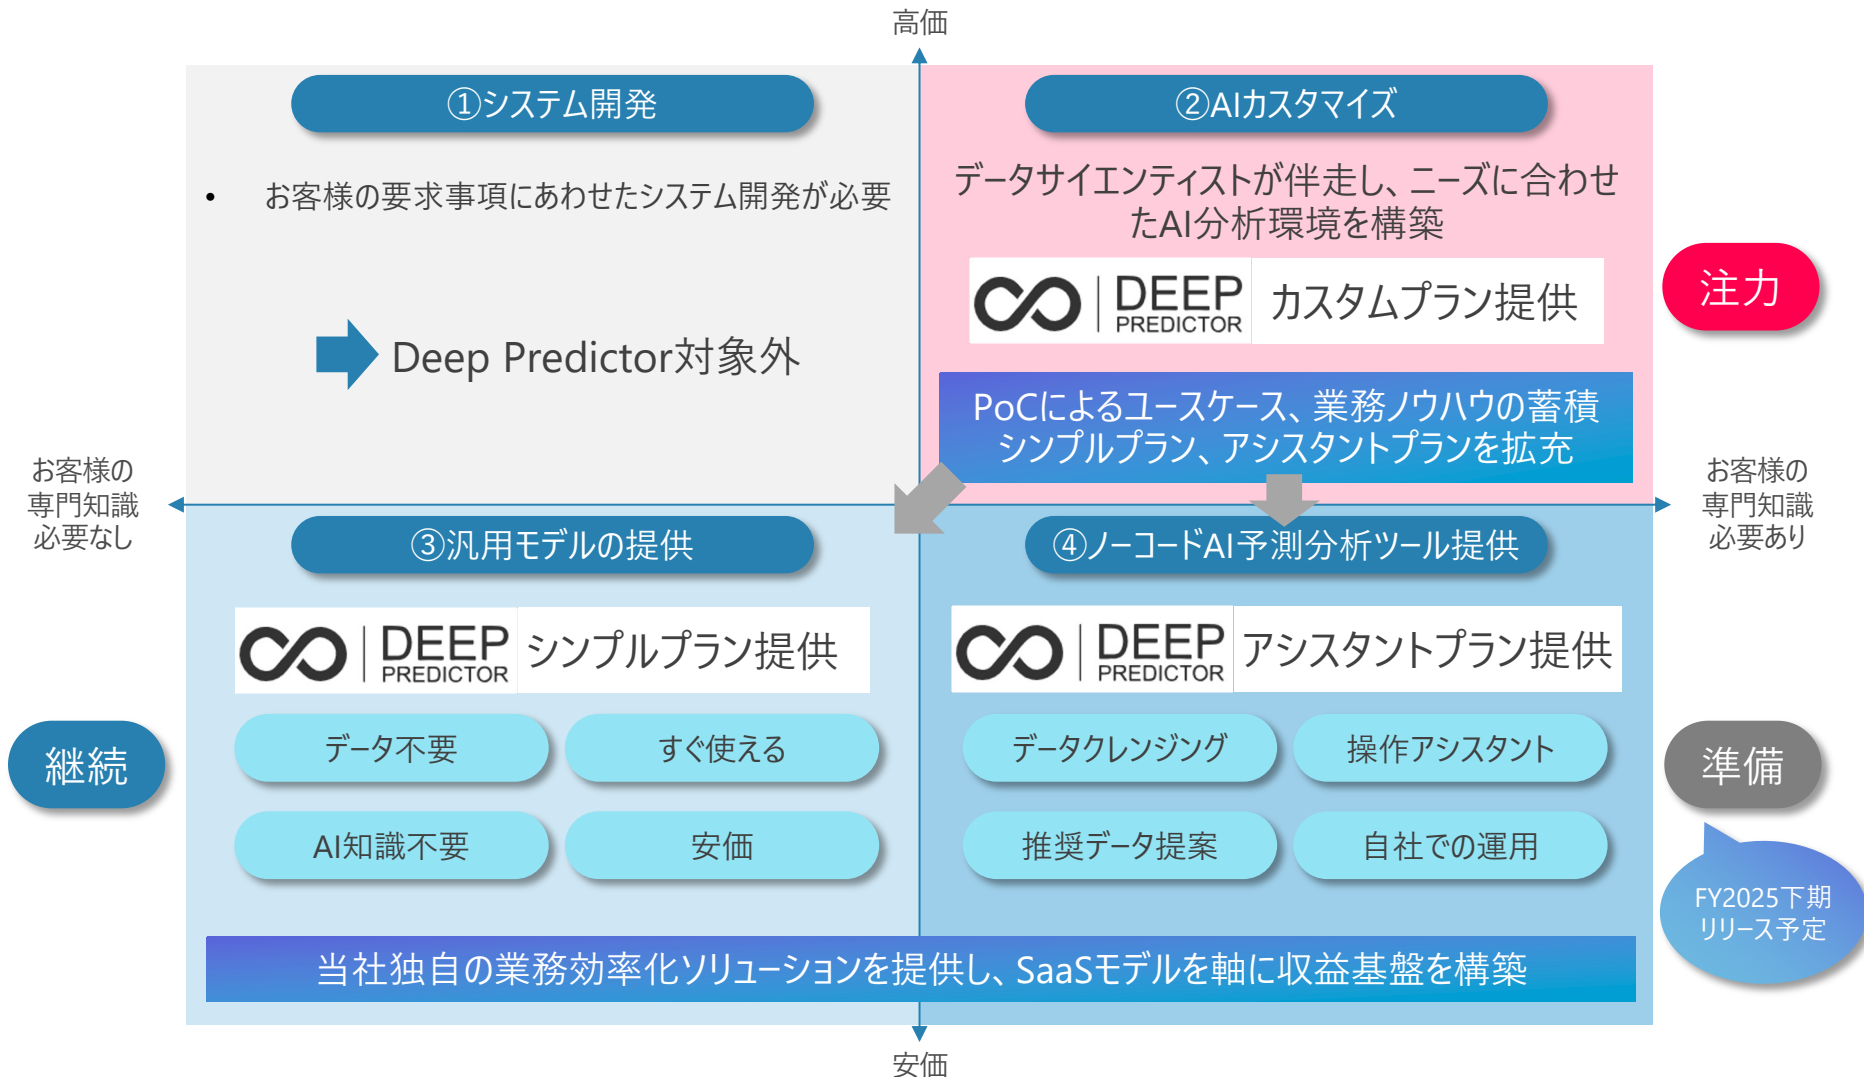 高価
①システム開発
• お客様の要求事項にあわせたシステム開発が必要
Deep Predictor対象外
②AIカスタマイズ
データサイエンティストが伴走し、ニーズに合わせ
たAI分析環境を構築
DEEP
PREDICTOR
カスタムプラン提供
PoCによるユースケース、業務ノウハウの蓄積
シンプルプラン、アシスタントプランを拡充
注力
お客様の
専門知識
必要なし
お客様の
専門知識
必要あり
③汎用モデルの提供
DEEP
PREDICTOR
シンプルプラン提供
データ不要
すぐ使える
AI知識不要
安価
継続
④ノーコードAI予測分析ツール提供
DEEP
PREDICTOR
アシスタントプラン提供
データクレンジング
操作アシスタント
推奨データ提案
自社での運用
準備
FY2025下期
リリース予定
当社独自の業務効率化ソリューションを提供し、SaaSモデルを軸に収益基盤を構築
安価